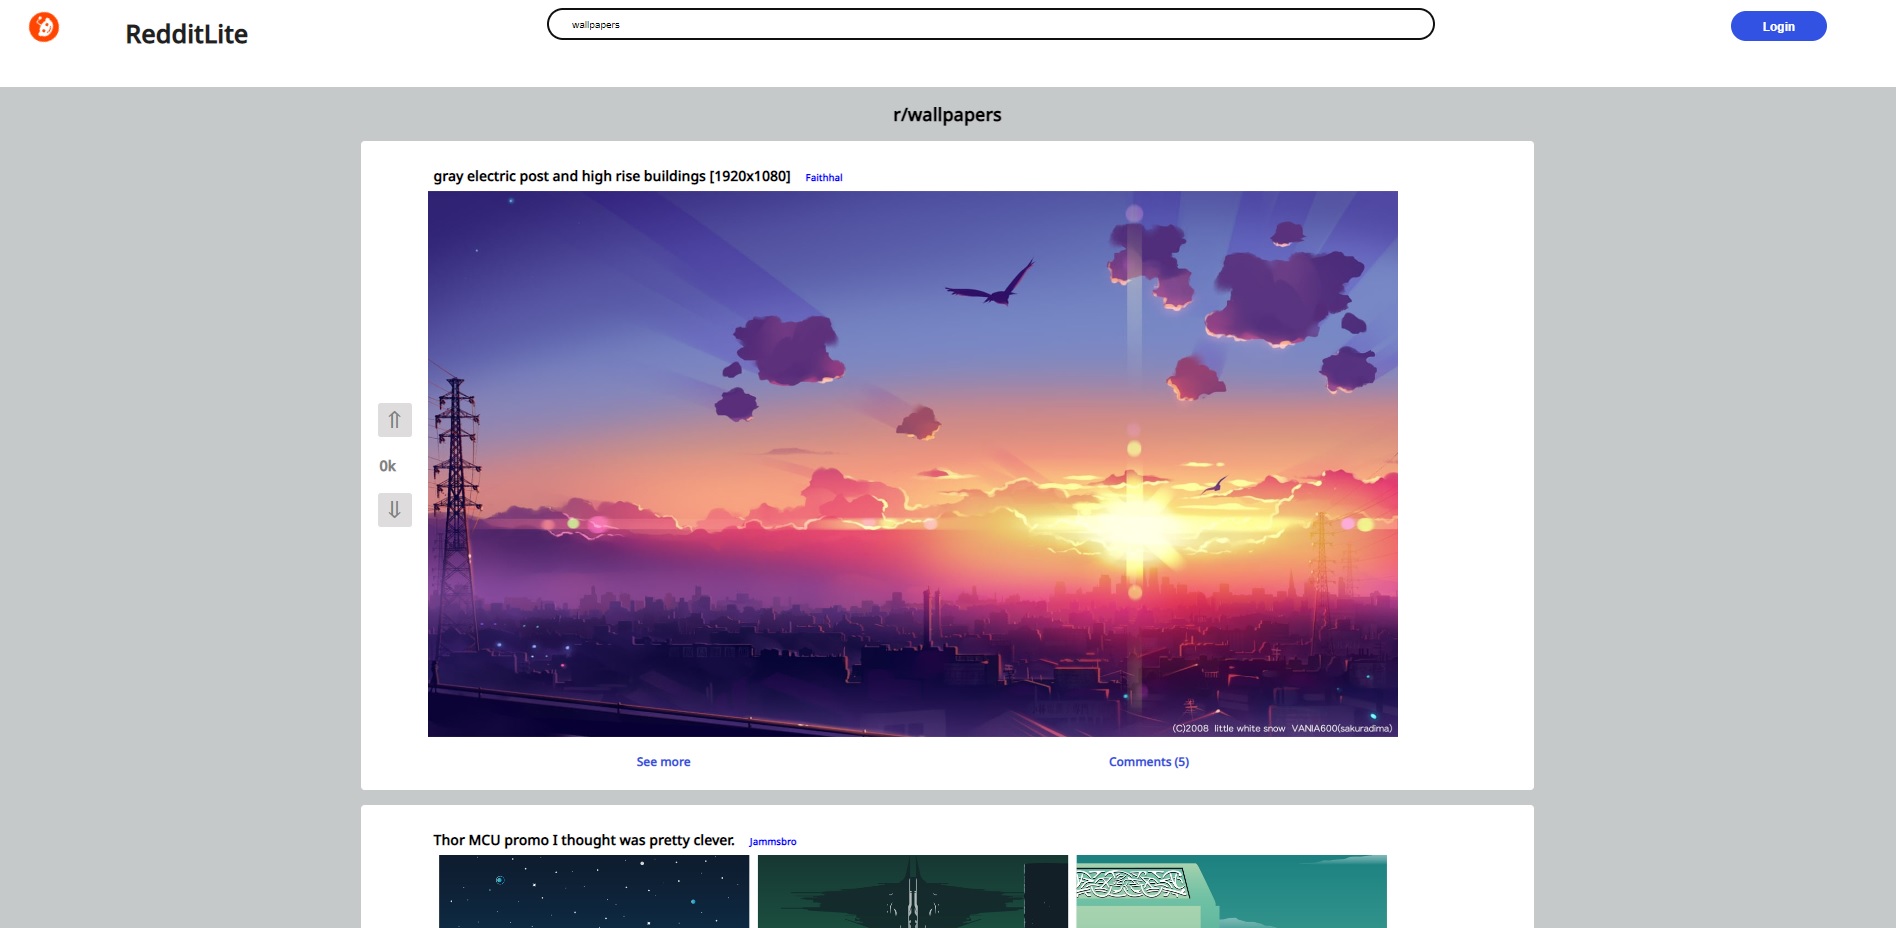 RedditLite
wallpapers
Login
r/wallpapers
gray electric post and high rise buildings [1920x1080] Faithhal
⇑
0k
⇓
(C)2008 little white snow VANIA600(sakuradima)
See more
Comments (5)
Thor MCU promo I thought was pretty clever. Jammsbro